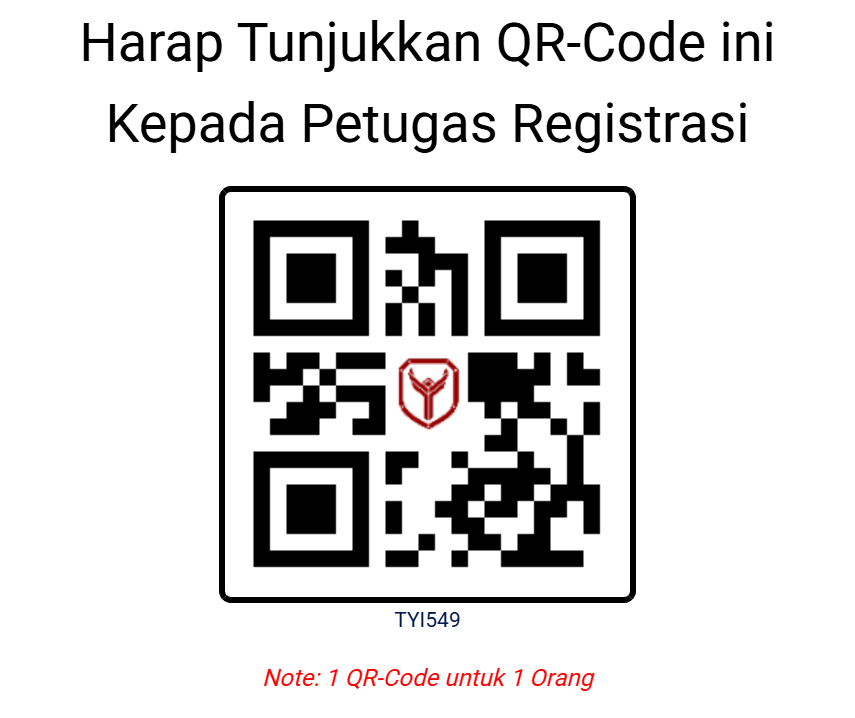 Harap Tunjukkan QR-Code ini
Kepada Petugas Registrasi
TYI549
Note: 1 QR-Code untuk 1 Orang